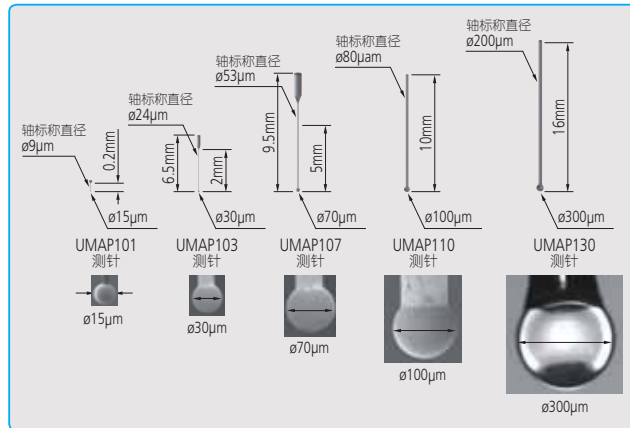 轴标称直径
ø9µm
0.2mm
ø15µm
UMAP101
测针
ø15µm
轴标称直径
ø24µm
6.5mm
2mm
ø30µm
UMAP103
测针
ø30µm
轴标称直径
ø53µm
9.5mm
5mm
ø70µm
UMAP107
测针
ø70µm
轴标称直径
ø80µam
10mm
ø100µm
UMAP110
测针
ø100µm
轴标称直径
ø200µm
16mm
ø300µm
UMAP130
测针
ø300µm